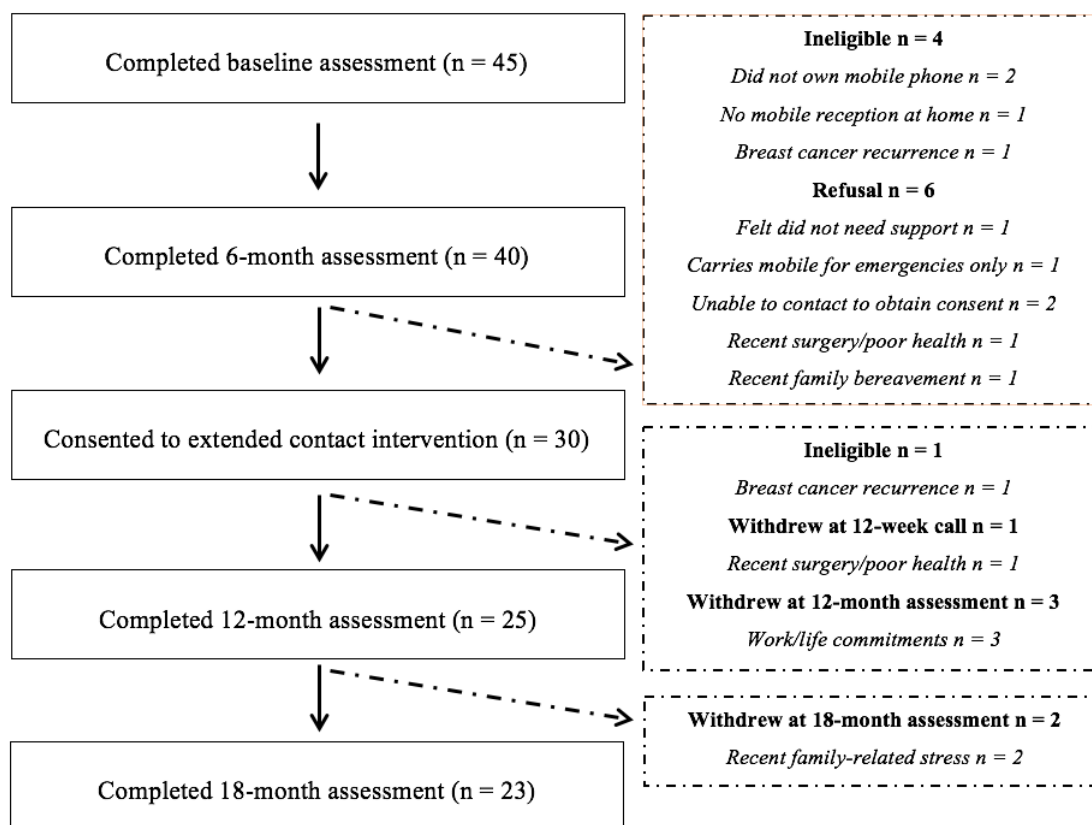 Completed baseline assessment (n = 45)
Completed 6-month assessment (n = 40)
Ineligible n = 4
Did not own mobile phone n = 2
No mobile reception at home n = 1
Breast cancer recurrence n = 1
Refusal n = 6
Felt did not need support n = 1
Carries mobile for emergencies only n = 1
Unable to contact to obtain consent n = 2
Recent surgery/poor health n = 1
Recent family bereavement n = 1
Consented to extended contact intervention (n = 30)
Ineligible n = 1
Breast cancer recurrence n = 1
Withdrew at 12-week call n = 1
Recent surgery/poor health n = 1
Withdrew at 12-month assessment n = 3
Work/life commitments n = 3
Completed 12-month assessment (n = 25)
Withdrew at 18-month assessment n = 2
Recent family-related stress n = 2
Completed 18-month assessment (n = 23)